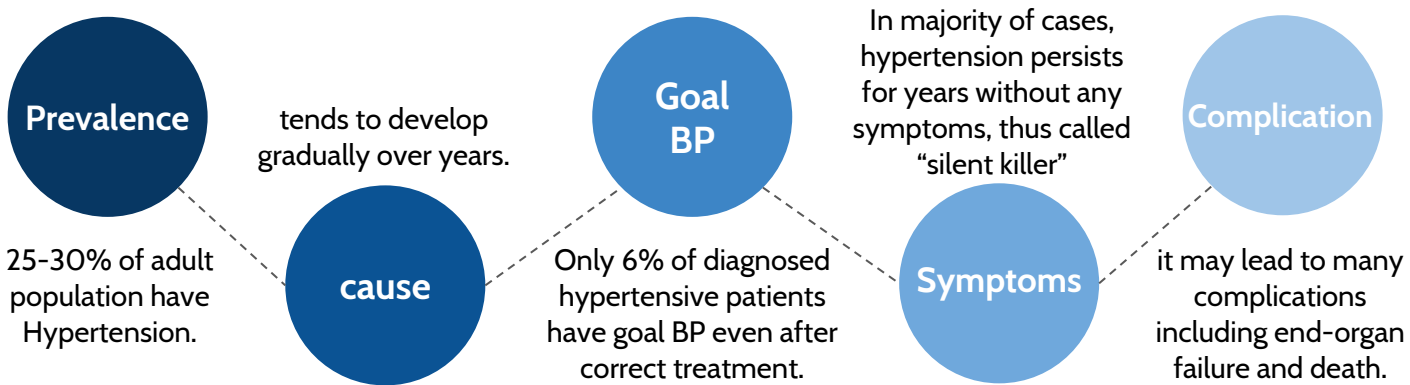 Prevalence
25-30% of adult
population have
Hypertension.
tends to develop
gradually over years.
cause
Goal
BP
Only 6% of diagnosed
hypertensive patients
have goal BP even after
correct treatment.
In majority of cases,
hypertension persists
for years without any
symptoms, thus called
“silent killer”
Symptoms
Complication
it may lead to many
complications
including end-organ
failure and death.